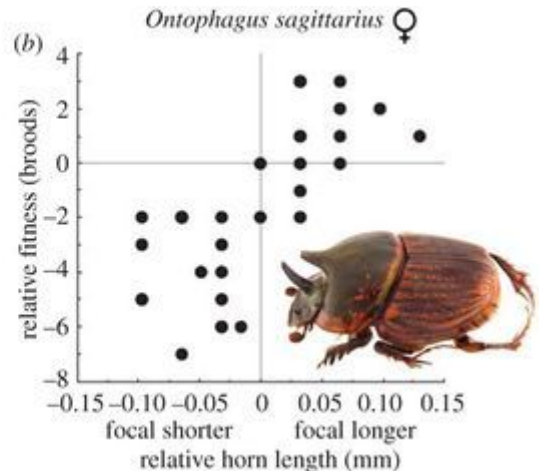 Ontophagus sagittarius ♀
(b)
4
2
0
−2
−4
−6
−8
relative fitness (broods)
−0.15 −0.10 −0.05 0 0.05 0.10 0.15
focal shorter focal longer
relative horn length (mm)